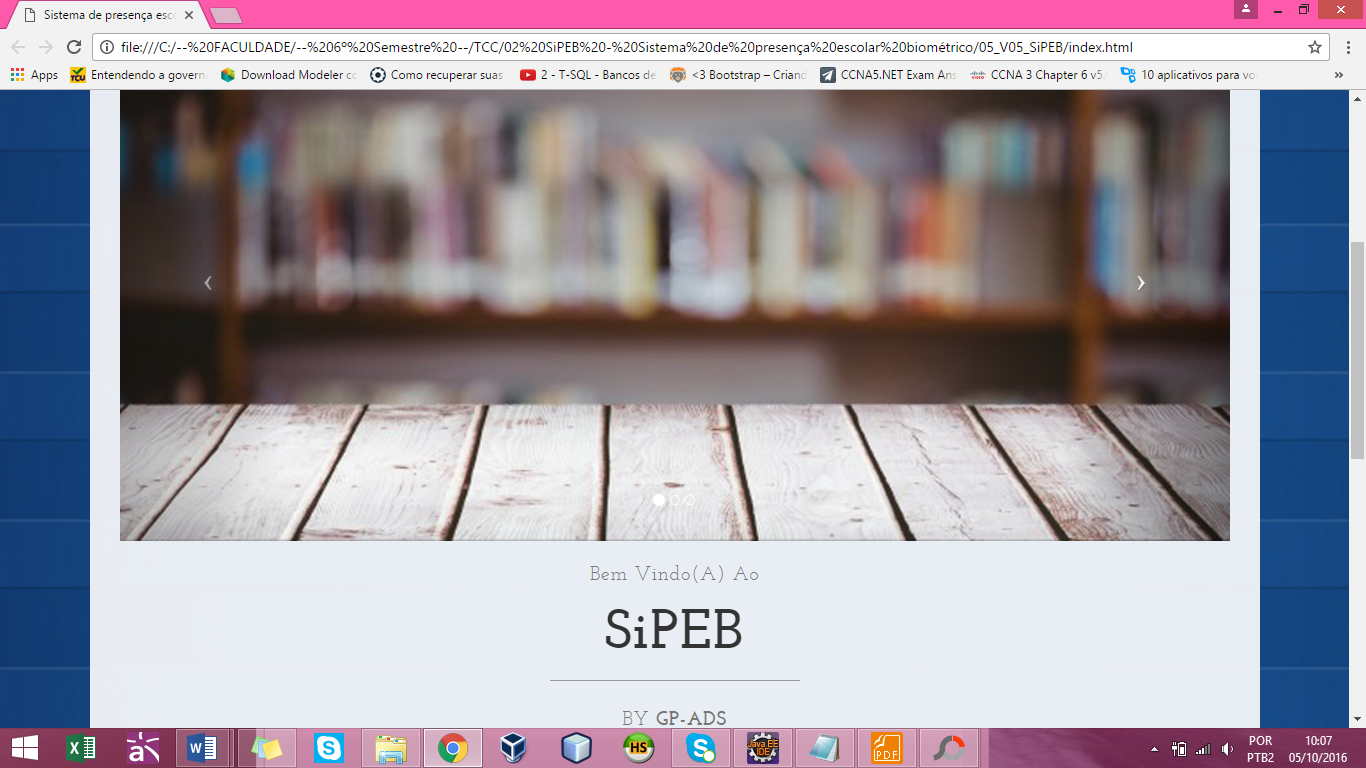 Sistema de presença esc
file:///C:/--%20FACULDADE/--%206º%20Semestre%20--/TCC/02%20SiPEB%20-%20Sistema%20de%20presença%20escolar%20biométrico/05_V05_SiPEB/index.html
Apps Entendendo a govern Download Modeler co Como recuperar suas 2 - T-SQL - Bancos de <3 Bootstrap – Criand CCNA5.NET Exam Ans CCNA 3 Chapter 6 v5. 10 aplicativos para vo »
Bem Vindo(A) Ao
SiPEB
BY GP-ADS
HS Java EE IDE PDF
POR 10:07
PTB2 05/10/2016